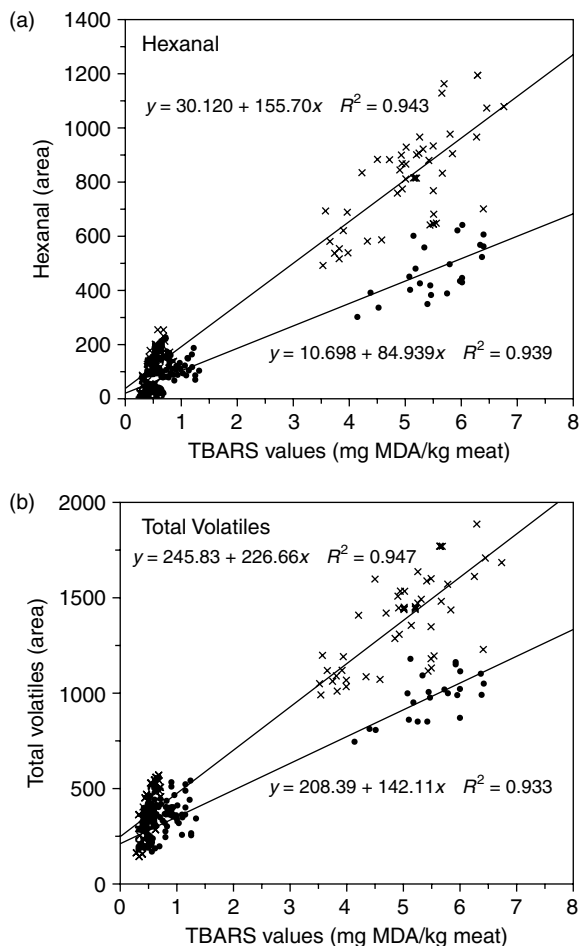 (a)
1400
Hexanal
1200
y = 30.120 + 155.70x R² = 0.943
1000
Hexanal (area)
800
600
400
200
y = 10.698 + 84.939x R² = 0.939
0
0 1 2 3 4 5 6 7 8
TBARS values (mg MDA/kg meat)
(b)
2000
Total Volatiles
y = 245.83 + 226.66x R² = 0.947
1500
Total volatiles (area)
1000
500
y = 208.39 + 142.11x R² = 0.933
0
0 1 2 3 4 5 6 7 8
TBARS values (mg MDA/kg meat)